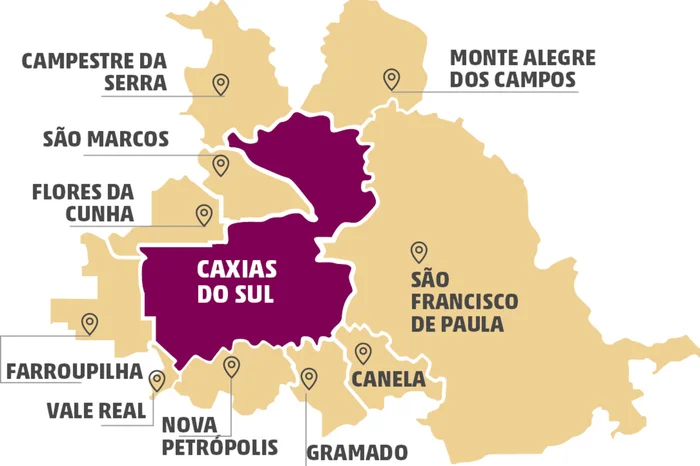 CAMPESTRE DA
SERRA
MONTE ALEGRE
DOS CAMPOS
SÃO MARCOS
FLORES DA
CUNHA
CAXIAS
DO SUL
SÃO
FRANCISCO
DE PAULA
FARROUPILHA
CANELA
VALE REAL
NOVA
PETRÓPOLIS
GRAMADO